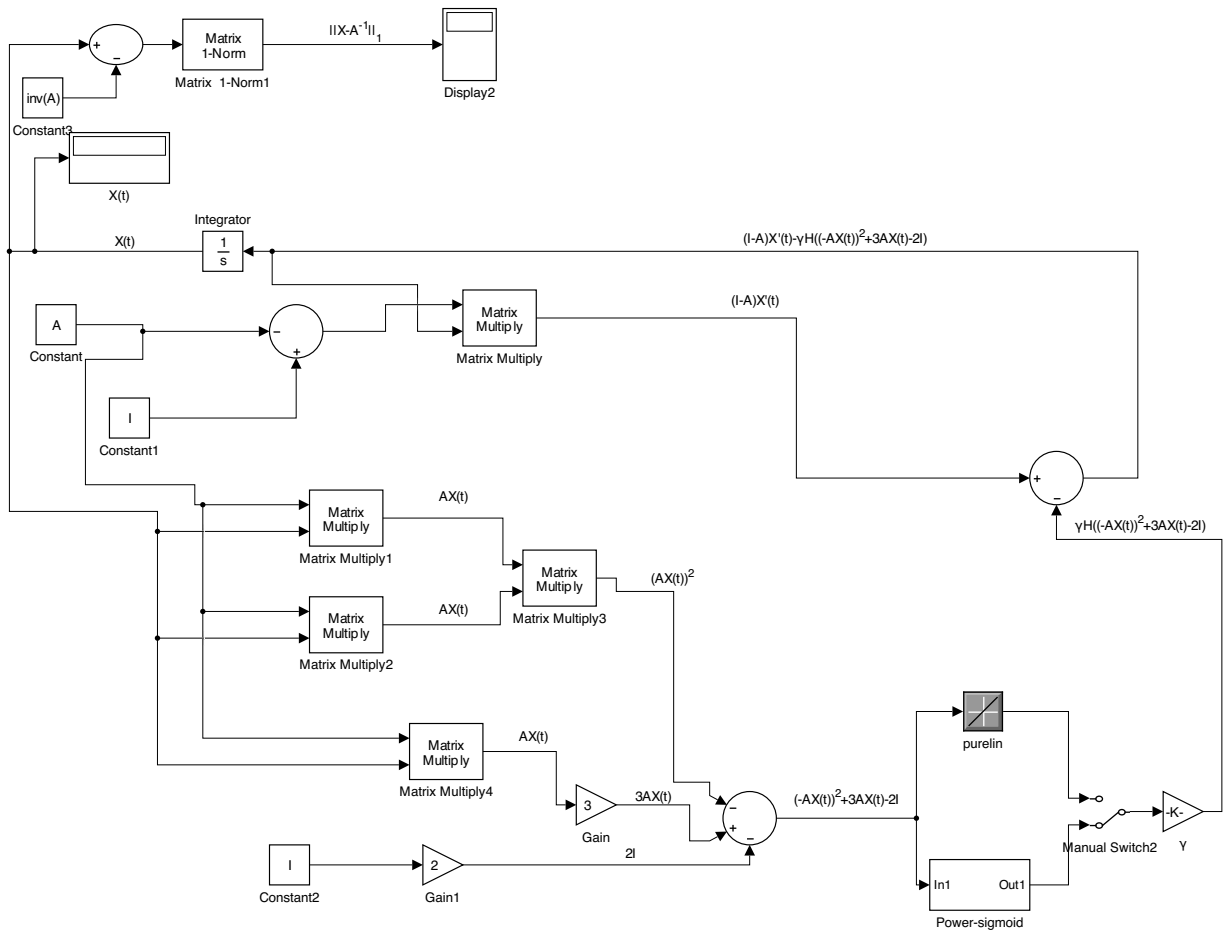 +
−
Matrix
1-Norm
Matrix 1-Norm1
||X-A⁻¹||₁
Display2
inv(A)
Constant3
X(t)
Integrator
X(t)
1
s
(I-A)X'(t)-γH((-AX(t))²+3AX(t)-2I)
A
Constant
−
+
Matrix
Multiply
Matrix Multiply
(I-A)X'(t)
I
Constant1
+
−
γH((-AX(t))²+3AX(t)-2I)
Matrix
Multiply
Matrix Multiply1
AX(t)
Matrix
Multiply
Matrix Multiply3
(AX(t))²
Matrix
Multiply
Matrix Multiply2
AX(t)
Matrix
Multiply
Matrix Multiply4
AX(t)
3
Gain
3AX(t)
−
+
−
(-AX(t))²+3AX(t)-2I
I
Constant2
2
Gain1
2I
purelin
Manual Switch2
-K-
γ
In1
Out1
Power-sigmoid